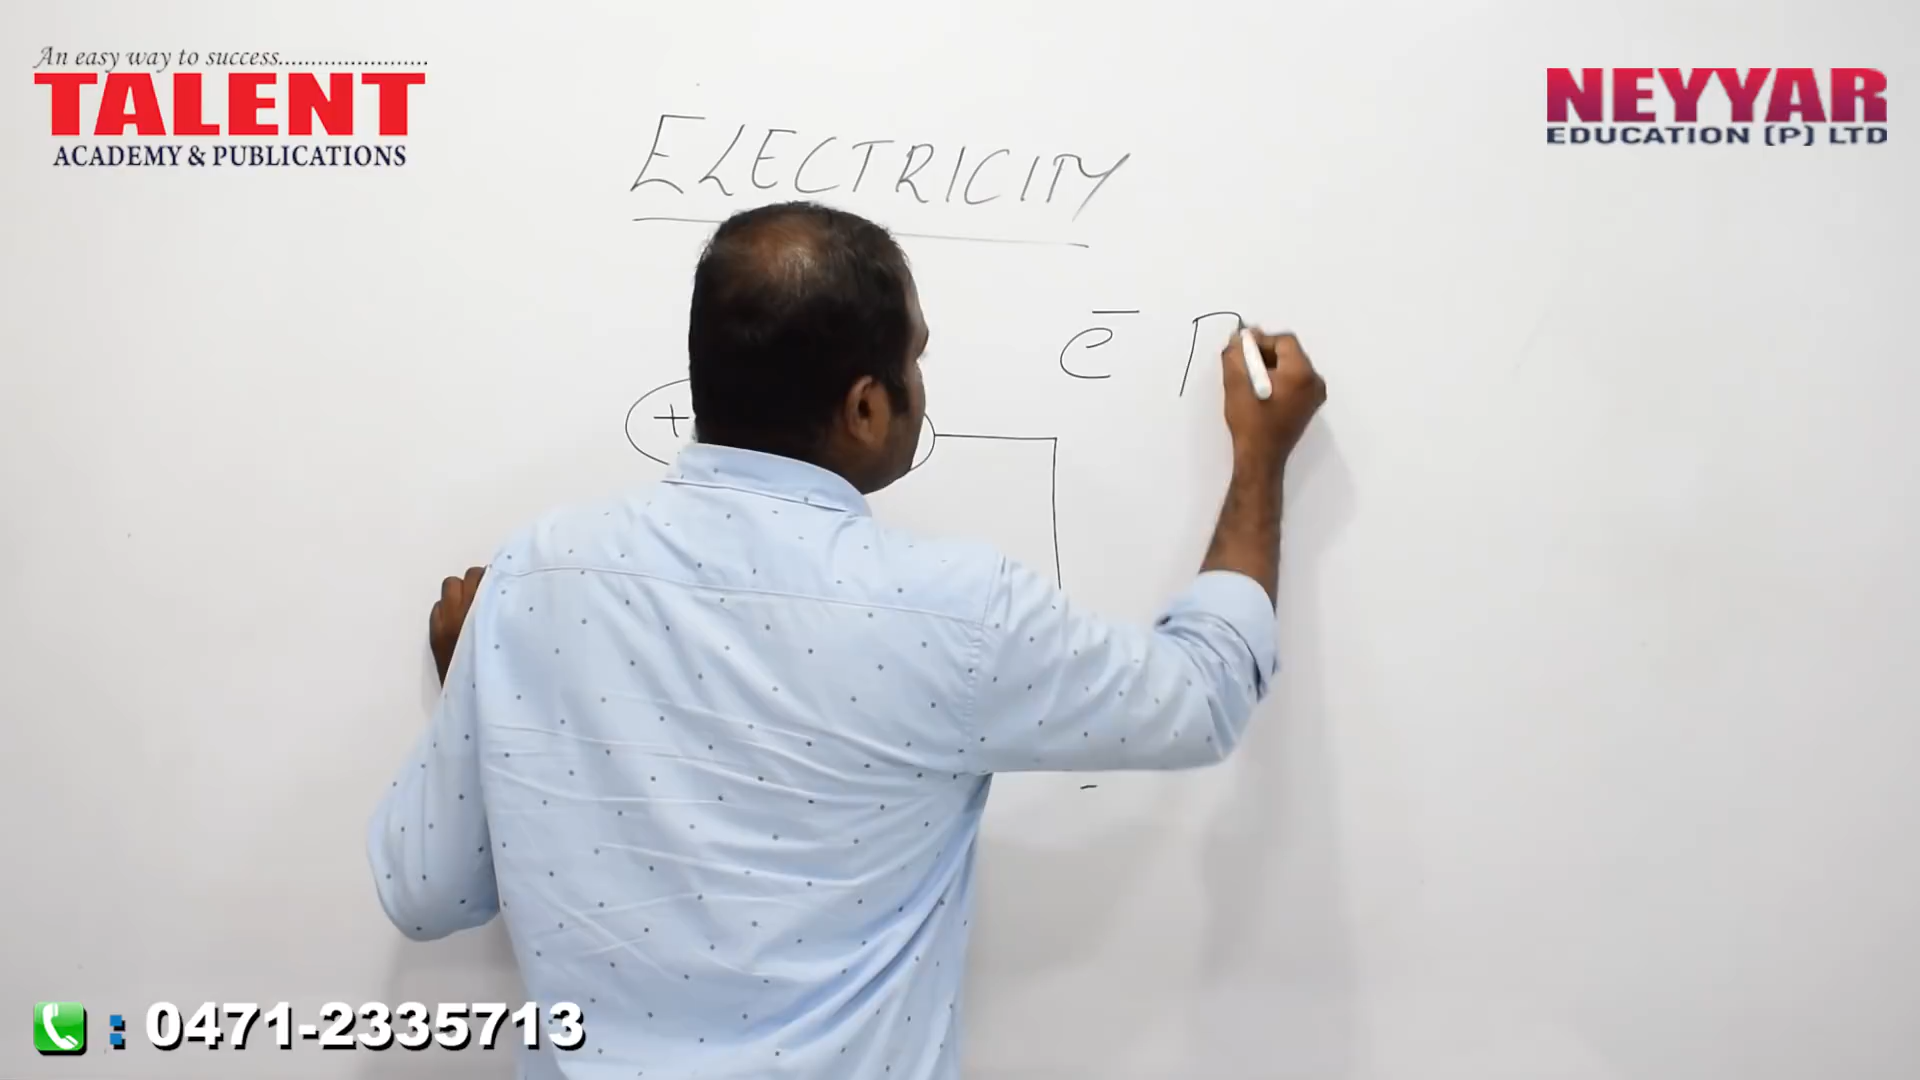 An easy way to success.......................
TALENT
ACADEMY & PUBLICATIONS
NEYYAR
EDUCATION (P) LTD
ELECTRICITY
e¯
+
-
: 0471-2335713